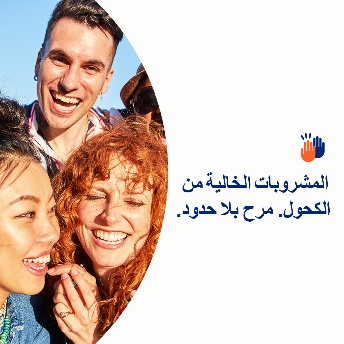 المشروبات الخالية من
الكحول. مرح بلا حدود.